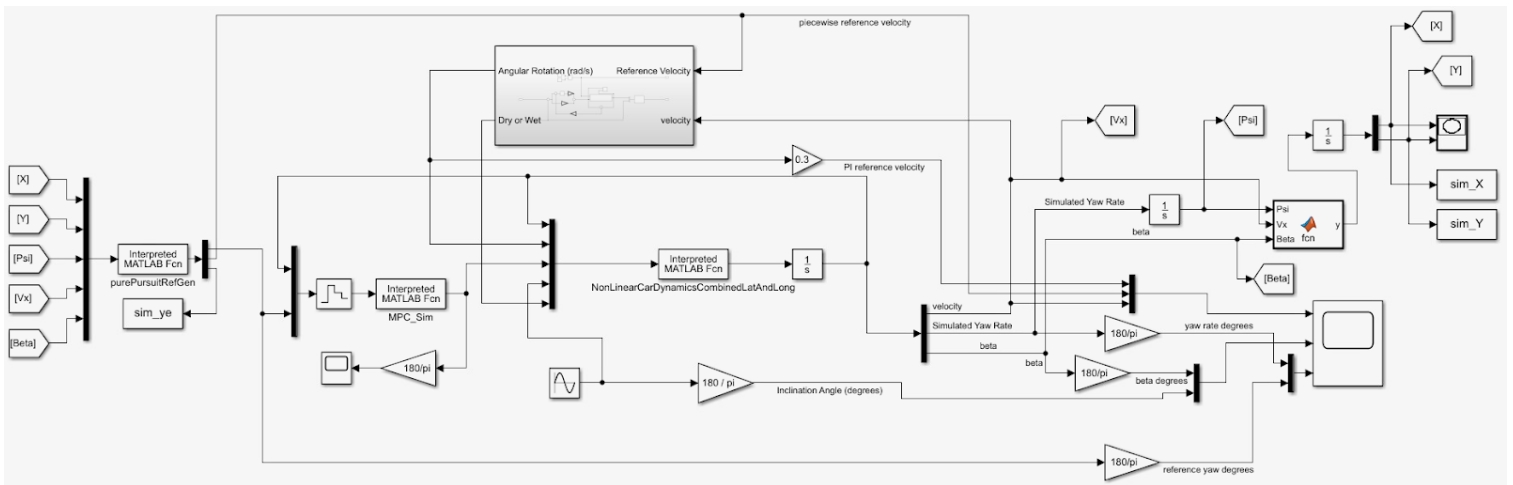 piecewise reference velocity
[X]
[Y]
Angular Rotation (rad/s)
Reference Velocity
Dry or Wet
velocity
[Vx]
[Psi]
1
s
0.3
PI reference velocity
[X]
[Y]
[Psi]
[Vx]
[Beta]
Interpreted
MATLAB Fcn
purePursuitRefGen
sim_ye
Interpreted
MATLAB Fcn
MPC_Sim
180/pi
Interpreted
MATLAB Fcn
NonLinearCarDynamicsCombinedLatAndLong
1
s
180 / pi
Inclination Angle (degrees)
Simulated Yaw Rate
1
s
beta
Psi
Vx
Beta
fcn
y
[Beta]
sim_X
sim_Y
velocity
Simulated Yaw Rate
beta
beta
180/pi
yaw rate degrees
180/pi
beta degrees
180/pi
reference yaw degrees